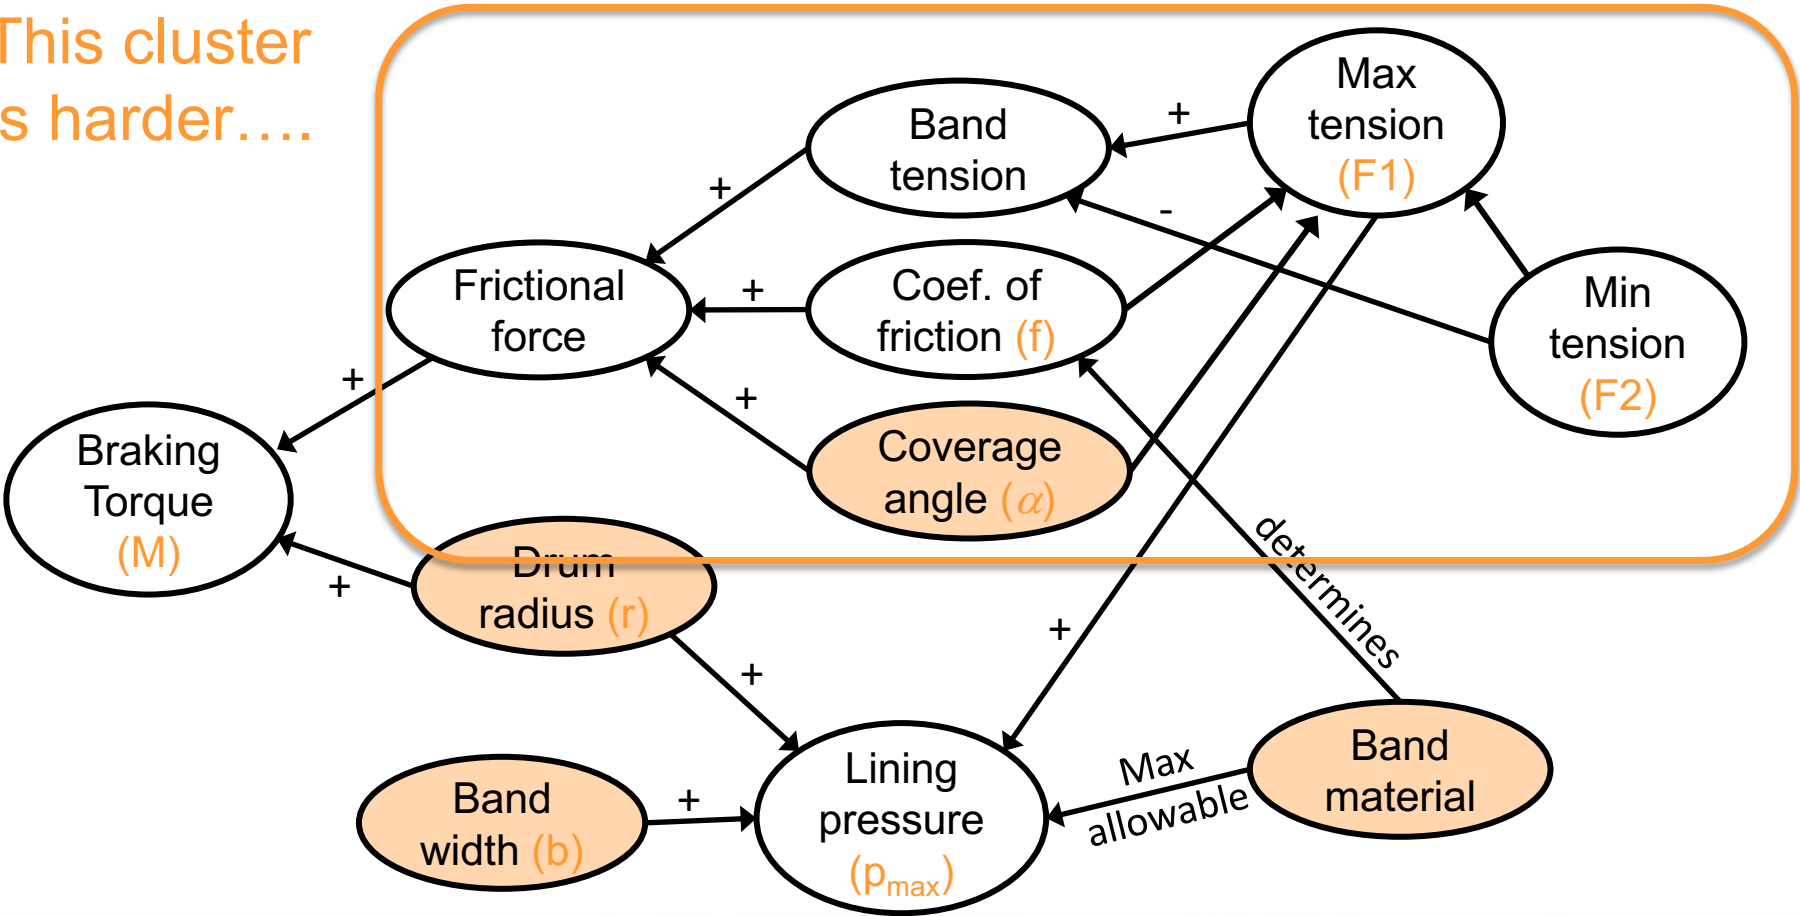 This cluster
is harder….
Max
tension
(F1)
Band
tension
+
+
-
Frictional
force
+
Coef. of
friction (f)
Min
tension
(F2)
+
+
Coverage
angle (α)
Braking
Torque
(M)
determines
Drum
radius (r)
+
+
+
Band
width (b)
+
Lining
pressure
(pmax)
Max
allowable
Band
material